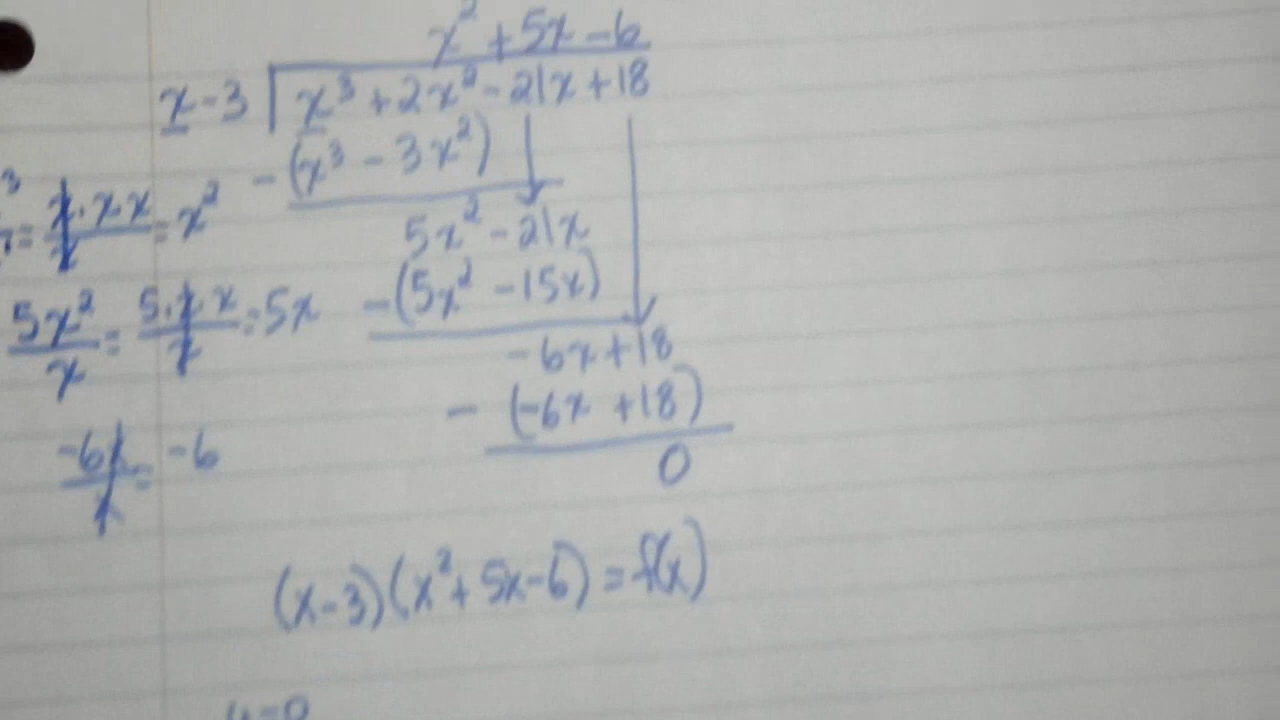 x² + 5x - 6
x - 3 x³ + 2x² - 21x + 18
- (x³ - 3x²)
= x·x·x / x = x²
5x² - 21x
5x² / x = 5·x·x / x = 5x
- (5x² - 15x)
-6x + 18
-6x / x = -6
- (-6x + 18)
0
(x-3)(x²+5x-6) = f(x)